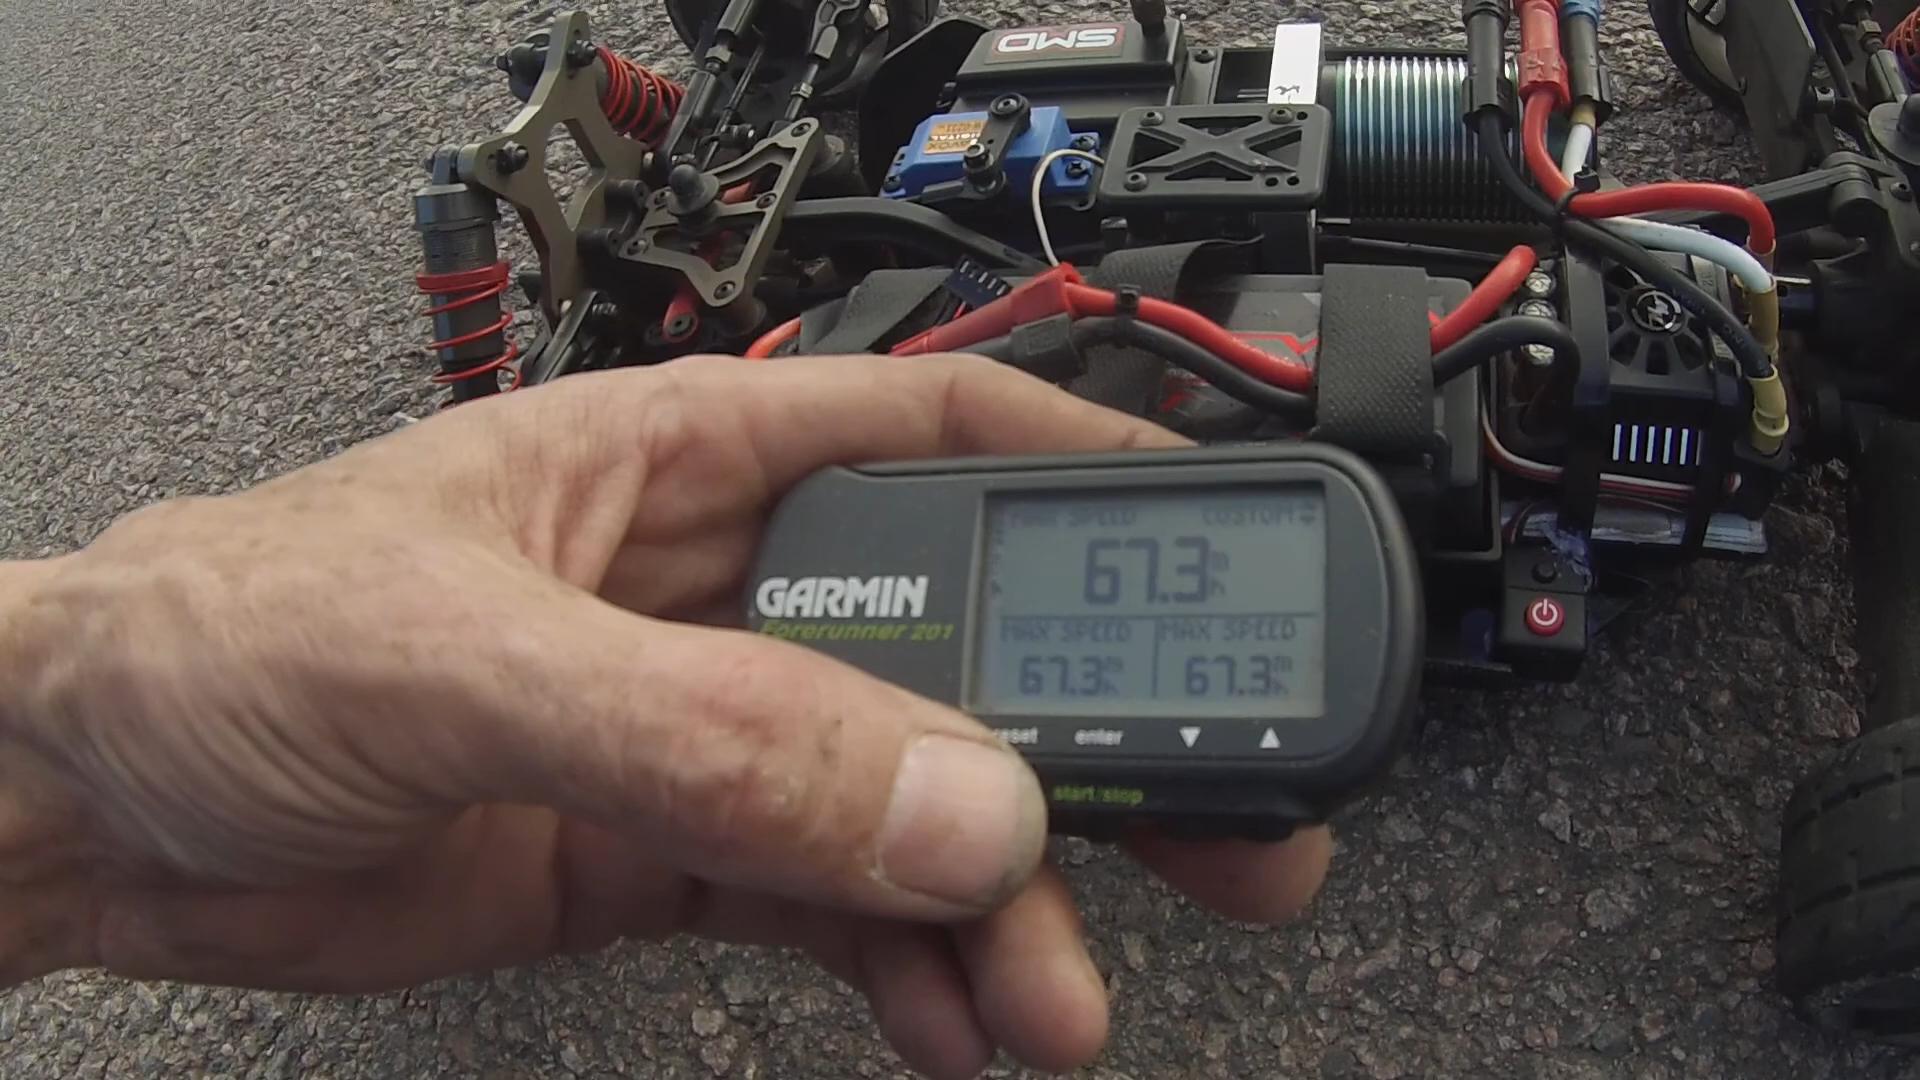 SMD
DIGITAL
GARMIN
Forerunner 201
MAX SPEED CUSTOM
67.3 m h
MAX SPEED MAX SPEED
67.3 m h 67.3 m h
reset enter
start/stop